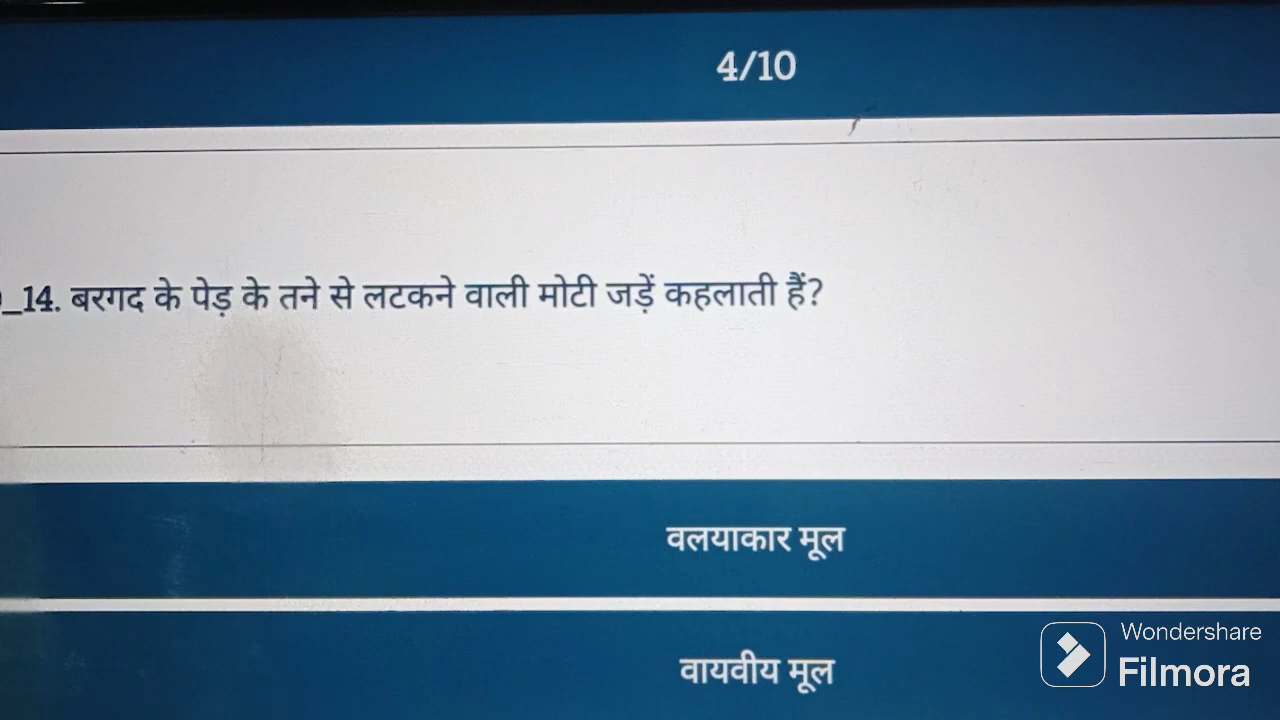 4/10
_14. बरगद के पेड़ के तने से लटकने वाली मोटी जड़ें कहलाती हैं?
वलयाकार मूल
वायवीय मूल
Wondershare
Filmora